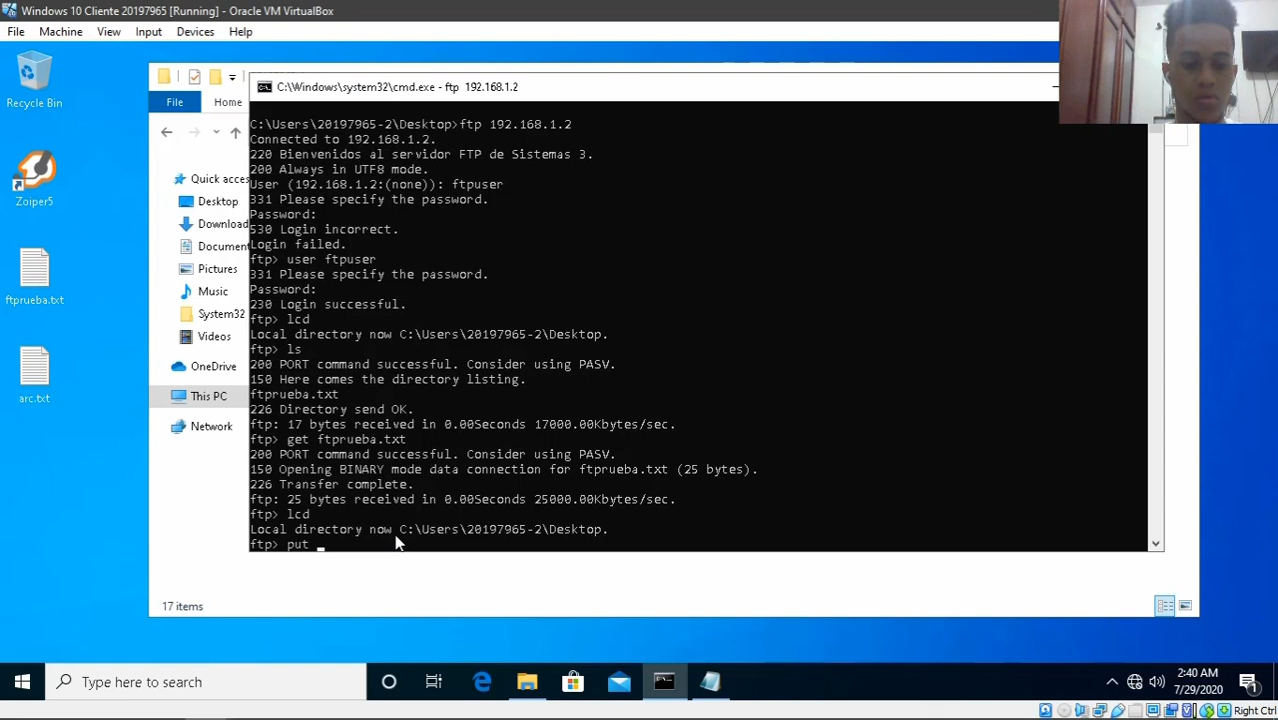 Windows 10 Cliente 20197965 [Running] - Oracle VM VirtualBox
File Machine View Input Devices Help
Recycle Bin
Zoiper5
ftprueba.txt
arc.txt
File Home
Quick acces
Desktop
Download
Document
Pictures
Music
System32
Videos
OneDrive
This PC
Network
17 items
C:\Windows\system32\cmd.exe - ftp 192.168.1.2
C:\Users\20197965-2\Desktop>ftp 192.168.1.2
Connected to 192.168.1.2.
220 Bienvenidos al servidor FTP de Sistemas 3.
200 Always in UTF8 mode.
User (192.168.1.2:(none)): ftpuser
331 Please specify the password.
Password:
530 Login incorrect.
Login failed.
ftp> user ftpuser
331 Please specify the password.
Password:
230 Login successful.
ftp> lcd
Local directory now C:\Users\20197965-2\Desktop.
ftp> ls
200 PORT command successful. Consider using PASV.
150 Here comes the directory listing.
ftprueba.txt
226 Directory send OK.
ftp: 17 bytes received in 0.00Seconds 17000.00Kbytes/sec.
ftp> get ftprueba.txt
200 PORT command successful. Consider using PASV.
150 Opening BINARY mode data connection for ftprueba.txt (25 bytes).
226 Transfer complete.
ftp: 25 bytes received in 0.00Seconds 25000.00Kbytes/sec.
ftp> lcd
Local directory now C:\Users\20197965-2\Desktop.
ftp> put
Type here to search
2:40 AM
7/29/2020
1
Right Ctrl